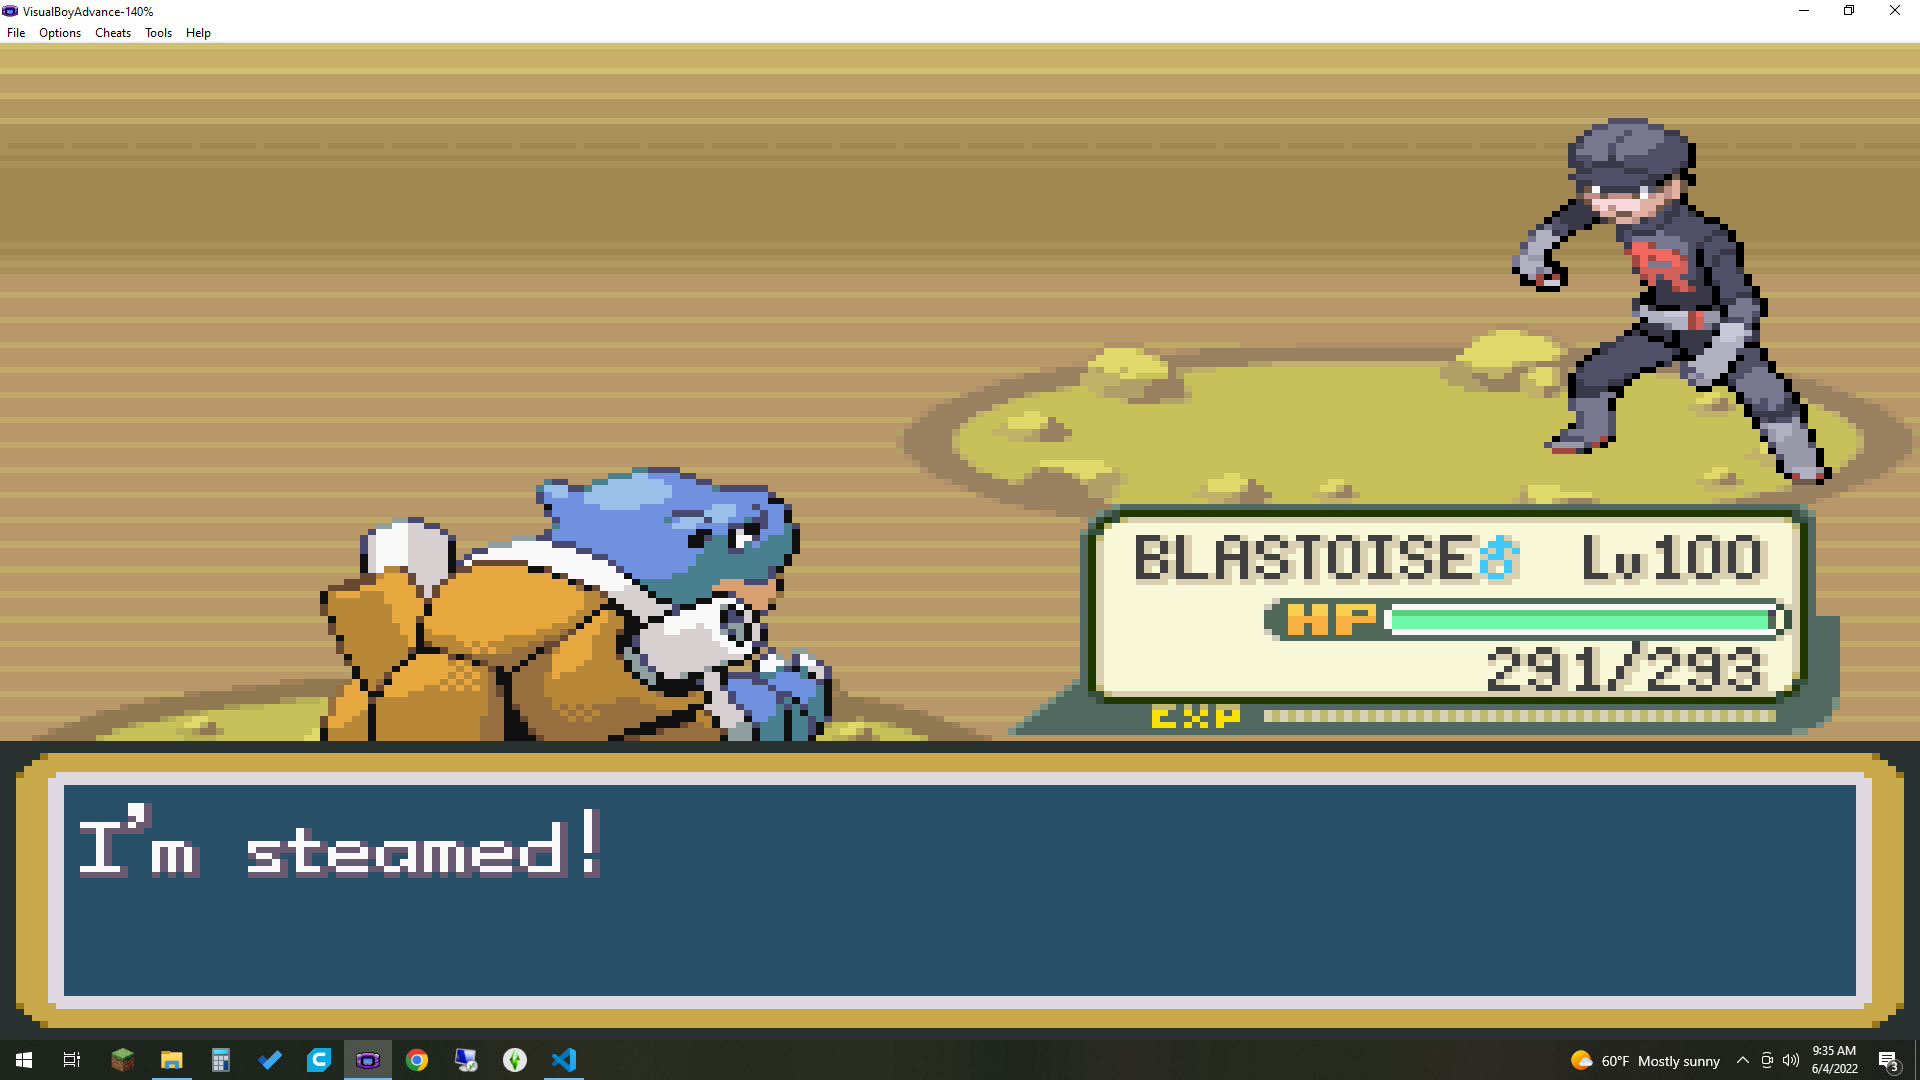 VisualBoyAdvance-140%
File Options Cheats Tools Help
BLASTOISE♂ Lv100
HP
291/293
EXP
I'm steamed!
60°F Mostly sunny
9:35 AM
6/4/2022
3